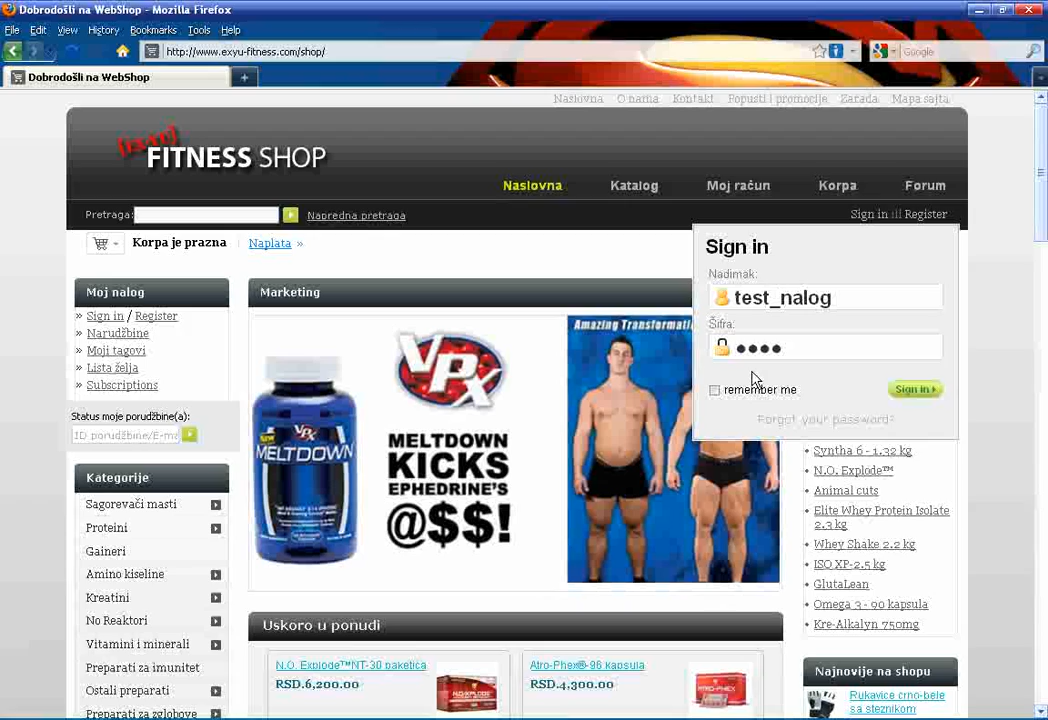 Dobrodošli na WebShop - Mozilla Firefox
File Edit View History Bookmarks Tools Help
http://www.exyu-fitness.com/shop/
Google
Dobrodošli na WebShop
Naslovna O nama Kontakt Popusti i promocije Zarada Mapa sajta
FITNESS SHOP
Naslovna Katalog Moj račun Korpa Forum
Pretraga: Napredna pretraga
Sign in ili Register
Korpa je prazna Naplata »
Sign in
Nadimak:
test_nalog
Šifra:
remember me
Sign in
Forgot your password?
Moj nalog
» Sign in / Register
» Narudžbine
» Moji tagovi
» Lista želja
» Subscriptions
Status moje porudžbine(a):
ID porudžbine/E-ma
Kategorije
Sagorevači masti
Proteini
Gaineri
Amino kiseline
Kreatini
No Reaktori
Vitamini i minerali
Preparati za imunitet
Ostali preparati
Preparati za zglobove
Marketing
VPX
NEW
VPX
MELTDOWN
MELTDOWN
KICKS
EPHEDRINE'S
@$$!
Amazing Transformati
Uskoro u ponudi
N.O. Explode™NT-30 paketica
RSD.6,200.00
Atro-Phex®-96 kapsula
RSD.4,300.00
• Syntha 6 - 1.32 kg
• N.O. Explode™
• Animal cuts
• Elite Whey Protein Isolate
2.3 kg
• Whey Shake 2.2 kg
• ISO XP-2.5 kg
• GlutaLean
• Omega 3 - 90 kapsula
• Kre-Alkalyn 750mg
Najnovije na shopu
Rukavice crno-bele
sa steznikom